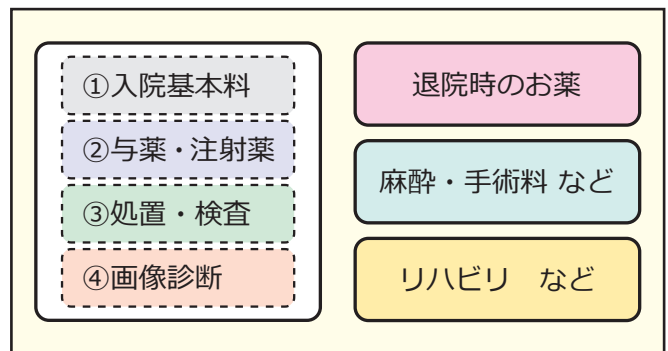 ①入院基本料
②与薬・注射薬
③処置・検査
④画像診断
退院時のお薬
麻酔・手術料 など
リハビリ　など